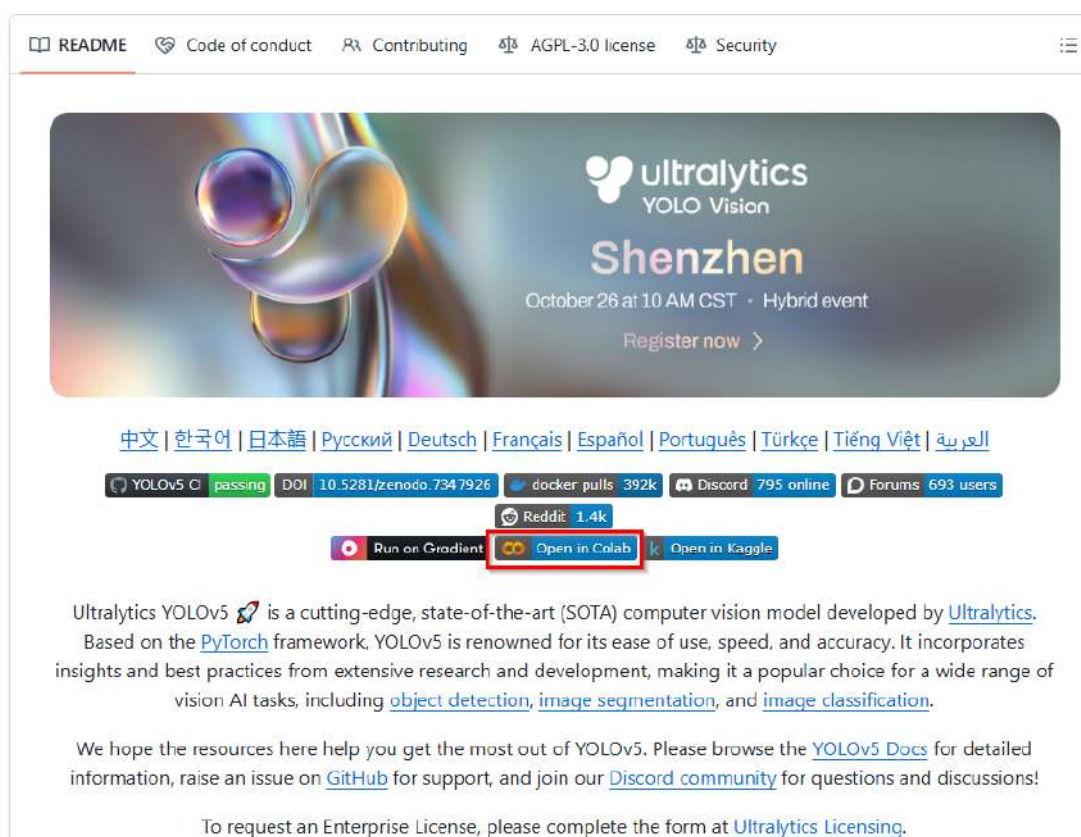 README Code of conduct Contributing AGPL-3.0 license Security
ultralytics
YOLO Vision
Shenzhen
October 26 at 10 AM CST • Hybrid event
Register now >
中文 | 한국어 | 日本語 | Русский | Deutsch | Français | Español | Português | Türkçe | Tiếng Việt | العربية
YOLOv5 CI passing DOI 10.5281/zenodo.7347926 docker pulls 392k Discord 795 online Forums 693 users
Reddit 1.4k
Run on Gradient Open in Colab Open in Kaggle
Ultralytics YOLOv5 🚀 is a cutting-edge, state-of-the-art (SOTA) computer vision model developed by Ultralytics.
Based on the PyTorch framework, YOLOv5 is renowned for its ease of use, speed, and accuracy. It incorporates
insights and best practices from extensive research and development, making it a popular choice for a wide range of
vision AI tasks, including object detection, image segmentation, and image classification.
We hope the resources here help you get the most out of YOLOv5. Please browse the YOLOv5 Docs for detailed
information, raise an issue on GitHub for support, and join our Discord community for questions and discussions!
To request an Enterprise License, please complete the form at Ultralytics Licensing.